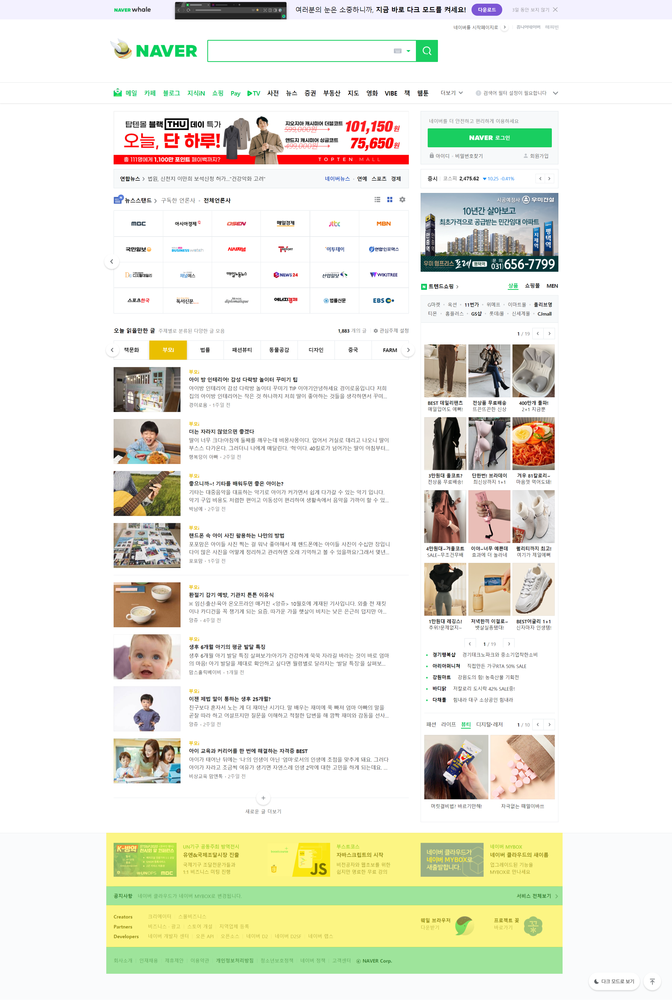 NAVER whale
여러분의 눈은 소중하니까, 지금 바로 다크 모드를 켜세요!
다운로드
3일 동안 보지 않기
네이버를 시작페이지로
쥬니어네이버 해피빈
NAVER
메일 카페 블로그 지식iN 쇼핑 Pay TV 사전 뉴스 증권 부동산 지도 영화 VIBE 책 웹툰 더보기
검색어 필터 설정이 필요합니다
탑텐몰 블랙 THU 데이 특가
오늘, 단 하루!
총 111명에게 1,100만 포인트 페이백까지?
지오지아 캐시미어 더블코트
599,000원
101,150원
앤드지 캐시미어 싱글코트
499,000원
75,650원
TOPTEN.MALL
네이버를 더 안전하고 편리하게 이용하세요
NAVER 로그인
아이디 · 비밀번호찾기
회원가입
연합뉴스 법원, 신천지 이만희 보석신청 허가..."건강악화 고려"
네이버뉴스 · 연예 스포츠 경제
증시 코스피 2,475.62 ▼10.25 -0.41%
뉴스스탠드 구독한 언론사 · 전체언론사
MBC 아시아경제 OSEN 매일경제 jtbc MBN
국민일보 BUSINESS watch 시사저널 TV REPORT 이투데이 연합인포맥스
디지털데일리 채널예스 매일노동뉴스 ENEWS24 산업일보 WIKITREE
스포츠한국 독서신문 MONDE diplomatique 에너지경제 법률신문 EBS
시공예정사 우미건설
10년간 살아보고
최초가격으로 공급받는 민간임대 아파트
안중역
안중역
지제역
평택역
우미 험프리스 포레 평택역 문의 031)656-7799
트렌드쇼핑
상품 쇼핑몰 MEN
G마켓 · 옥션 · 11번가 · 위메프 · 이마트몰 · 올리브영
티몬 · 홈플러스 · GS샵 · 롯데i몰 · 신세계몰 · CJmall
1 / 19
BEST 데일리팬츠
매일입어도 예뻐!
전상품 무료배송
뜨끈뜨끈한 신상
400만개 돌파!
2+1 지금뿐
3만원대 울코트?
전상품 무료배송!
단한번! 브라데이
최신상까지 1+1
겨우 81칼로리~
마음껏 먹어도돼!
4만원대~겨울코트
SALE~무조건무배
이야~너무 예쁜데
효과에 더 놀라네
퀄리티까지 최고!
여기가 제일예뻐
1만원대 레깅스!
추위?문제없지~
저녁한끼 이걸로~
뱃살실종됐대!
BEST어글리 1+1
신자마자 인생템!
1 / 19
경기행복샵 경기테크노파크와 중소기업착한소비
아리아퍼니쳐 직접만든 가구RTA 50% SALE
강원마트 강원도의 힘! 농축산물 기획전
바디닭 저칼로리 도시락 42% SALE중!
다채몰 힘내라 대구 소상공인 힘내라
패션 라이프 뷰티 디지털·레저
1 / 10
머릿결비법? 바르기만해!
자극없는 때밀이바쓰
오늘 읽을만한 글 주제별로 분류된 다양한 글 모음
1,883 개의 글
관심주제 설정
책문화 부모i 법률 패션뷰티 동물공감 디자인 중국 FARM
부모i
아이 방 인테리어! 감성 다락방 놀이터 꾸미기 팁
아이방 인테리어 감성 다락방 놀이터 꾸미기 TIP 이야기안녕하세요 경이로움입니다 저희
집의 아이방 인테리어는 작은 것 하나까지 저희 딸이 좋아하는 것들을 생각하면서 꾸미...
경이로움 · 1주일 전
부모i
더는 자라지 않았으면 좋겠다
딸이 너무 크다!아침에 둘째를 깨우는데 비몽사몽이다. 업어서 거실로 데리고 나오니 딸이
부스스 다가온다. 그러더니 나에게 매달린다. '헉'이다. 40킬로가 넘어가는 딸이 아침부터...
행복덩이 아빠 · 2주일 전
부모i
좋으니까~! 기타를 배워두면 좋은 아이는?
기타는 대중음악을 대표하는 악기로 아이가 커가면서 쉽게 다가갈 수 있는 악기 입니다.
악기 구입 비용도 저렴한 편이고 이동성이 편리하여 생활속에서 음악을 가까이 할 수 있...
박남예 · 2주일 전
부모i
핸드폰 속 아이 사진 활용하는 나만의 방법
포포맘은 아이들 사진 찍는 걸 워낙 좋아해서 제 핸드폰에는 아이들 사진이 수십만 장입니
다이 많은 사진을 어떻게 정리하고 관리하면 오래 기억하고 볼 수 있을까요?그래서 몇년...
포포맘 · 1주일 전
부모i
환절기 감기 예방, 기관지 튼튼 이유식
※ 임신·출산·육아 온오프라인 매거진 <앙쥬> 10월호에 게재된 기사입니다. 외출 전 재킷
이나 카디건을 꼭 챙기게 되는 요즘. 따가운 가을 햇살이 비치는 낮은 은근히 덥지만 아...
앙쥬 · 4주일 전
부모i
생후 6개월 아기의 평균 발달 특징
생후 6개월 아기 발달 특징 살펴보기!아기가 건강하게 쑥쑥 자라길 바라는 것이 바로 엄마
의 마음! 아기 발달을 제대로 확인하고 싶다면 월령별로 달라지는 '발달 특징'을 살펴보...
맘스홀릭베이비 · 1개월 전
부모i
이젠 제법 말이 통하는 생후 25개월?
친구보다 혼자서 노는 게 더 재미난 시기다. 말 배우는 재미에 푹 빠져 엄마 아빠의 말을
곧잘 따라 하고 어설프지만 질문을 이해하고 적절한 답변을 해 깜짝 재미와 감동을 선사...
앙쥬 · 2주일 전
부모i
아이 교육과 커리어를 한 번에 해결하는 자격증 BEST
아이가 태어난 뒤에는 '나'의 인생이 아닌 '엄마'로서의 인생에 초점을 맞추게 돼요. 그러다
아이가 자라고 조금씩 여유가 생기면 자연스레 인생 2막에 대한 고민을 하게 되는데요. ...
비상교육 맘앤톡 · 2주일 전
새로운 글 더보기
K-방역 STS&P 2020
전시회 및 컨퍼런스
UNOPS MBC
UN기구 공동주최 방역전시
유엔&국제조달시장 진출
국제기구 조달전문가들과
1:1 비즈니스 미팅 진행
boostcourse
JS
부스트코스
자바스크립트의 시작
비전공자와 웹초보를 위한
쉽지만 명료한 무료 강의
네이버 클라우드가
네이버 MYBOX로
새출발합니다.
네이버 MYBOX
네이버 클라우드의 새이름
업그레이드된 기능을
MYBOX로 만나세요
공지사항 네이버 클라우드가 네이버 MYBOX로 변경됩니다.
서비스 전체보기
Creators 크리에이터 스몰비즈니스
Partners 비즈니스 · 광고 스토어 개설 지역업체 등록
Developers 네이버 개발자 센터 오픈 API 오픈소스 네이버 D2 네이버 D2SF 네이버 랩스
웨일 브라우저
다운받기
프로젝트 꽃
바로가기
회사소개 인재채용 제휴제안 이용약관 개인정보처리방침 청소년보호정책 네이버 정책 고객센터 ⓒ NAVER Corp.
다크 모드로 보기